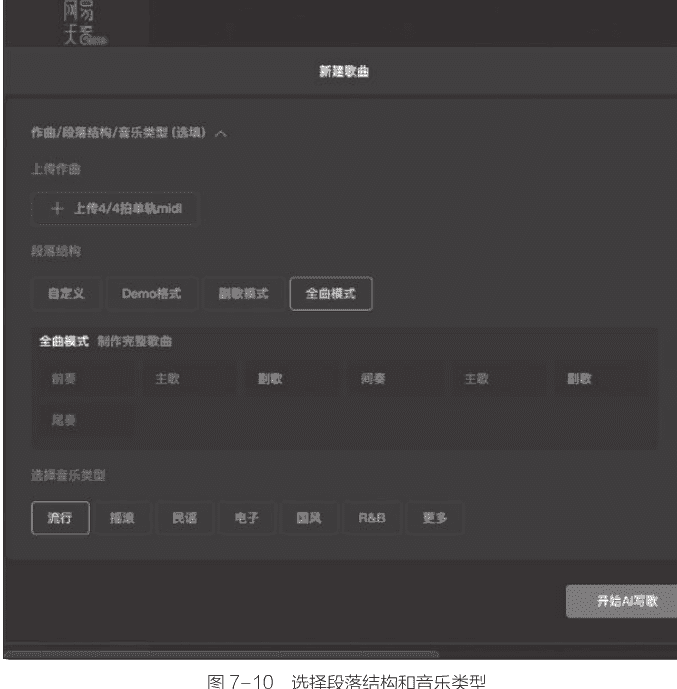 网易
天音
新建歌曲
作曲/段落结构/音乐类型(选填)
上传作曲
+ 上传4/4拍单轨midi
段落结构
自定义 Demo格式 副歌模式 全曲模式
全曲模式 制作完整歌曲
前奏 主歌 副歌 间奏 主歌 副歌
尾奏
选择音乐类型
流行 摇滚 民谣 电子 国风 R&B 更多
开始AI写歌
图 7-10 选择段落结构和音乐类型